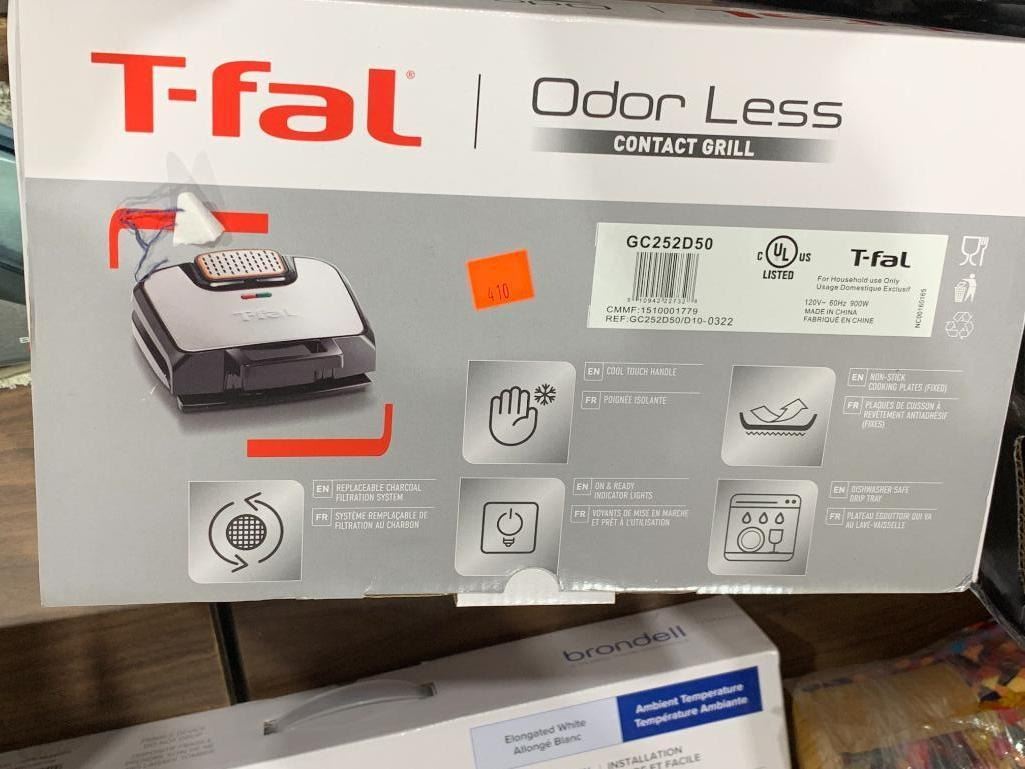 T-fal®
Odor Less
CONTACT GRILL
410
GC252D50
CMMF:1510001779
REF:GC252D50/D10-0322
C UL US
LISTED
T-fal
For Household use Only
Usage Domestique Exclusif
120V~ 60Hz 900W
MADE IN CHINA
FABRIQUÉ EN CHINE
NC00160165
T-fal
EN COOL TOUCH HANDLE
FR POIGNÉE ISOLANTE
EN NON-STICK
COOKING PLATES (FIXED)
FR PLAQUES DE CUISSON À
REVÊTEMENT ANTIADHÉSIF
(FIXES)
EN REPLACEABLE CHARCOAL
FILTRATION SYSTEM
FR SYSTÈME REMPLAÇABLE DE
FILTRATION AU CHARBON
EN ON & READY
INDICATOR LIGHTS
FR VOYANTS DE MISE EN MARCHE
ET PRÊT À L'UTILISATION
EN DISHWASHER SAFE
DRIP TRAY
FR PLATEAU ÉGOUTTOIR QUI VA
AU LAVE-VAISSELLE
brondell
Elongated White
Allongé Blanc
Ambient Temperature
Température Ambiante
INSTALLATION
ET FACILE